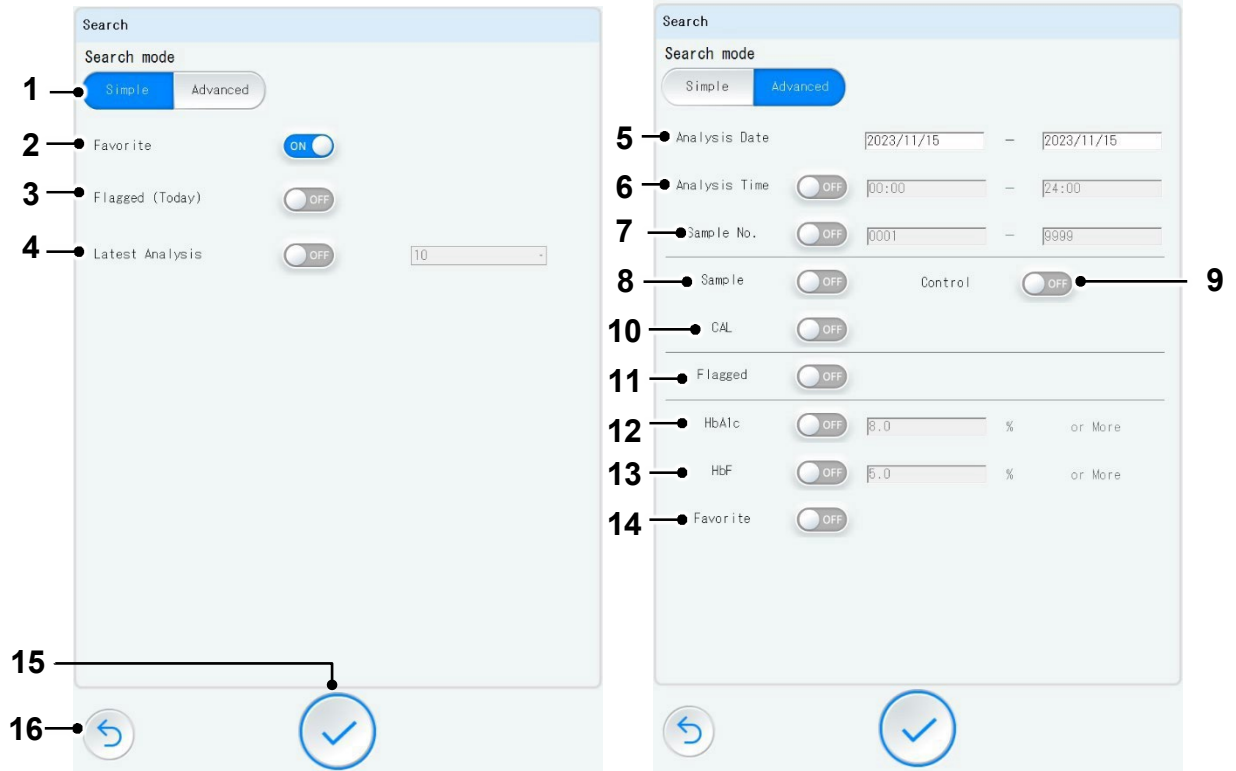 Search
Search mode
1 Simple Advanced
2 Favorite ON
3 Flagged (Today) OFF
4 Latest Analysis OFF 10
15
16
Search
Search mode
Simple Advanced
5 Analysis Date 2023/11/15 – 2023/11/15
6 Analysis Time OFF 00:00 – 24:00
7 Sample No. OFF 0001 – 9999
8 Sample OFF Control OFF 9
10 CAL OFF
11 Flagged OFF
12 HbA1c OFF 8.0 % or More
13 HbF OFF 5.0 % or More
14 Favorite OFF